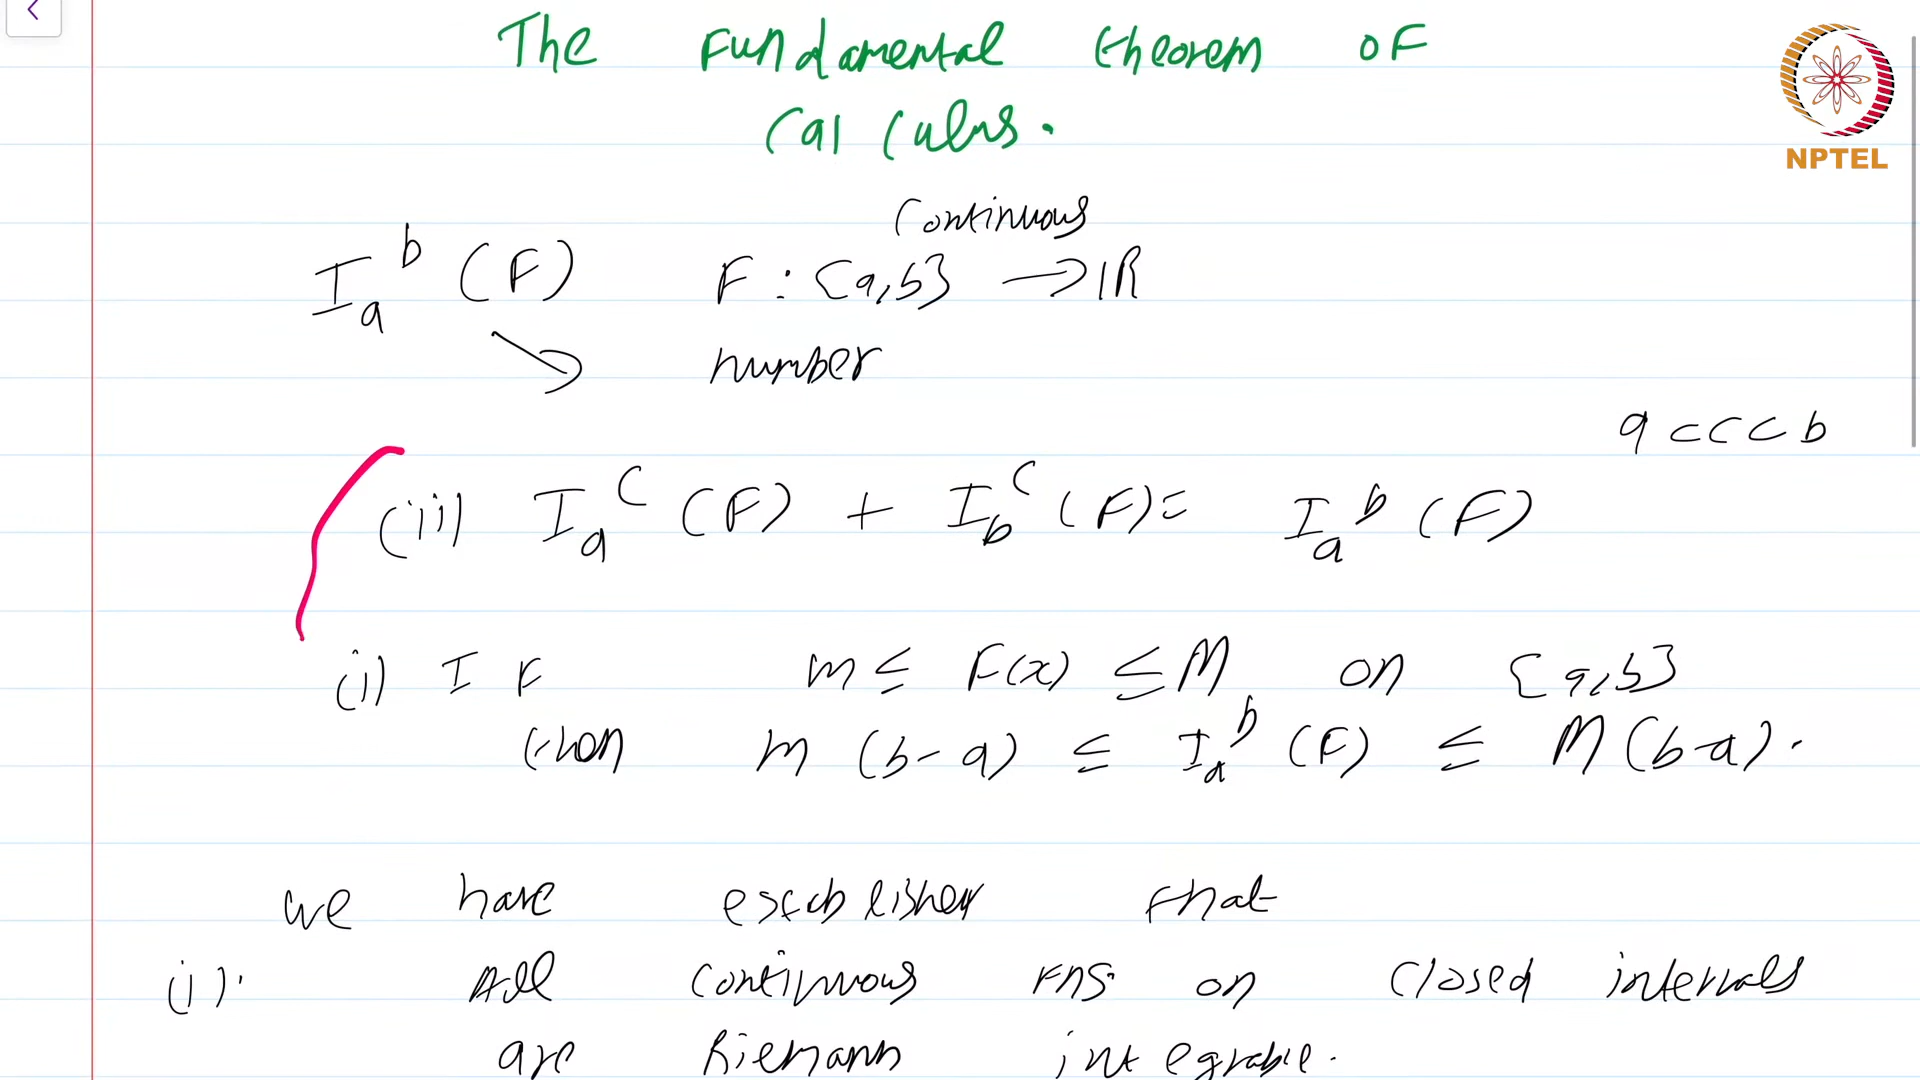 The Fundamental theorem of
Calculus.
NPTEL
Continuous
I_a^b (F) F : [a,b] → ℝ
number
a < c < b
(ii) I_a^c (F) + I_b^c (F) = I_a^b (F)
(i) IF m ≤ F(x) ≤ M on [a,b]
then m (b-a) ≤ I_a^b (F) ≤ M (b-a).
we have established that
(i). All continuous Fns. on closed intervals
are Riemann integrable.